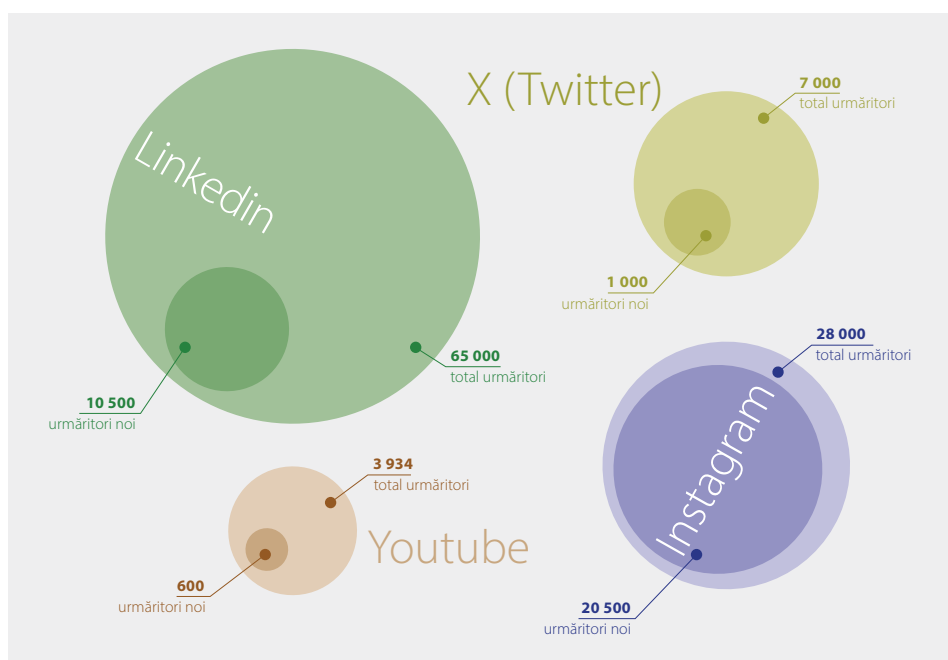 Linkedin
10 500
urmăritori noi
65 000
total urmăritori
X (Twitter)
7 000
total urmăritori
1 000
urmăritori noi
Youtube
3 934
total urmăritori
600
urmăritori noi
Instagram
28 000
total urmăritori
20 500
urmăritori noi